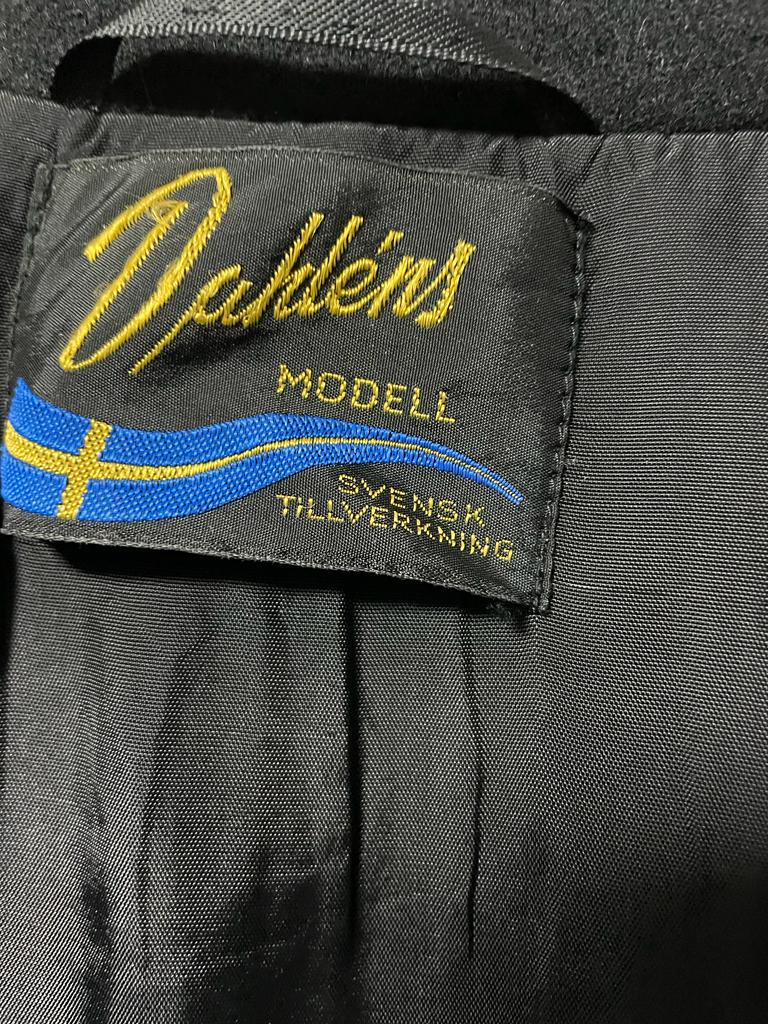 Dahléns
MODELL
SVENSK
TILLVERKNING